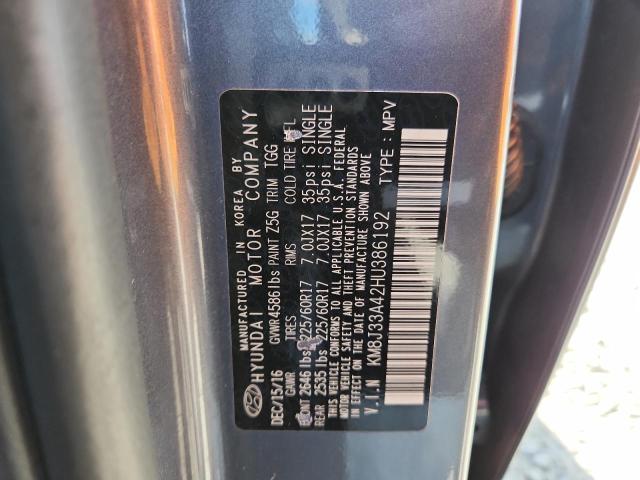 MANUFACTURED IN KOREA BY
HYUNDAI MOTOR COMPANY
DEC/15/16 GVWR 4586 lbs PAINT Z5G TRIM TGG
GAWR TIRES RIMS COLD TIRE
2646 lbs 225/60R17 7.0JX17 35psi SINGLE
REAR 2535 lbs 225/60R17 7.0JX17 35psi SINGLE
THIS VEHICLE CONFORMS TO ALL APPLICABLE U.S.A. FEDERAL
MOTOR VEHICLE SAFETY, BUMPER, AND THEFT PREVENTION STANDARDS
IN EFFECT ON THE DATE OF MANUFACTURE SHOWN ABOVE
V.I.N KM8J33A42HU386192 TYPE : MPV